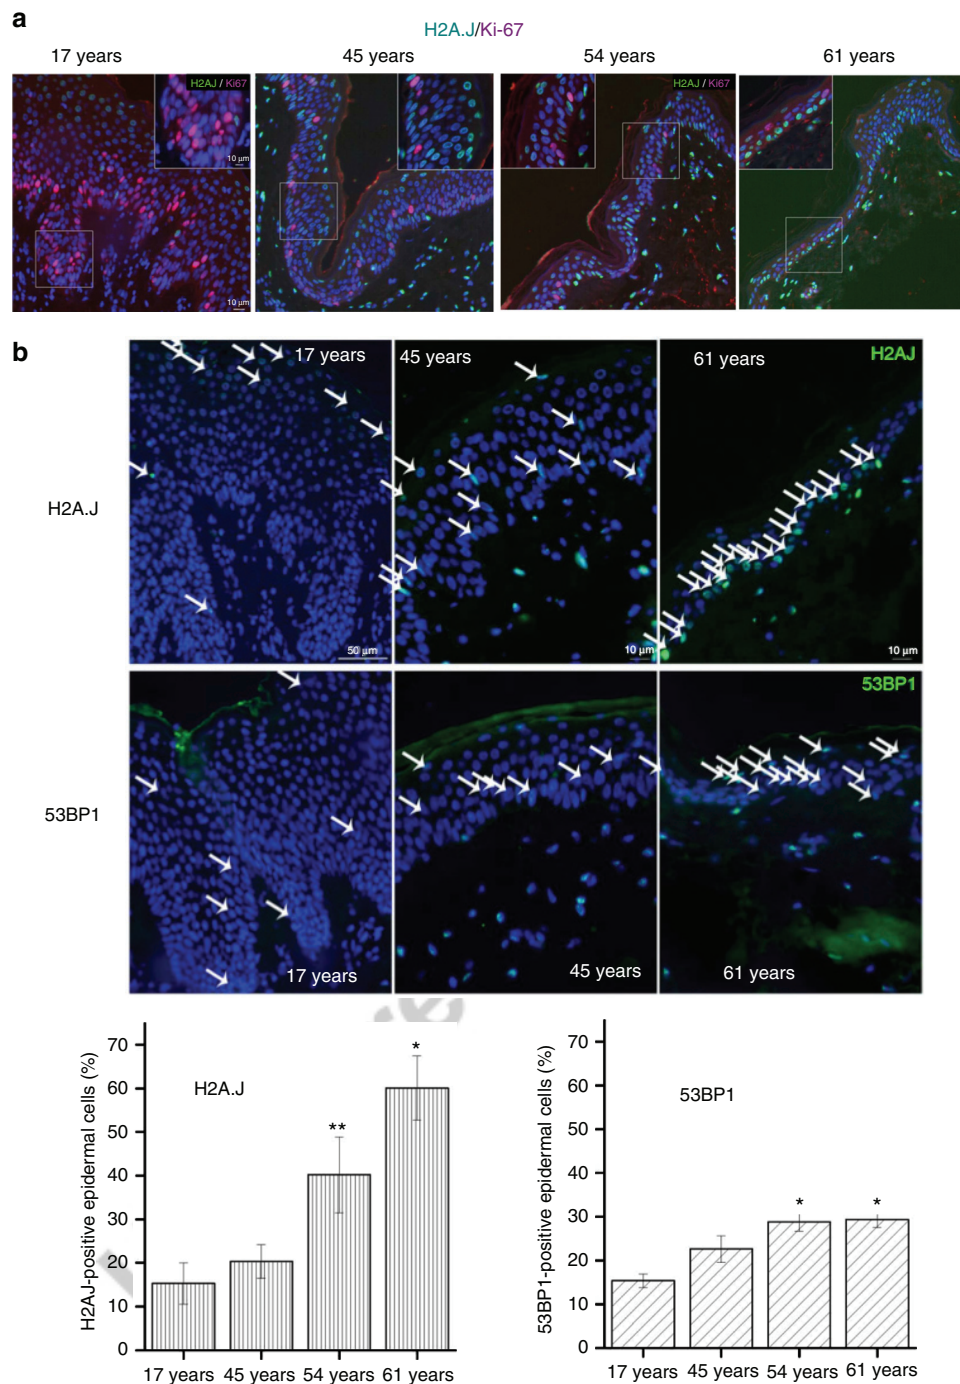 a
H2A.J/Ki-67
17 years
45 years
54 years
61 years
H2AJ / Ki67
10 µm
10 µm
H2AJ / Ki67
H2AJ / Ki67
b
H2A.J
17 years
45 years
61 years
H2AJ
50 µm
10 µm
10 µm
53BP1
53BP1
17 years
45 years
61 years
H2AJ-positive epidermal cells (%)
70
60
50
40
30
20
10
0
H2A.J
**
*
17 years
45 years
54 years
61 years
53BP1-positive epidermal cells (%)
70
60
50
40
30
20
10
0
53BP1
*
*
17 years
45 years
54 years
61 years